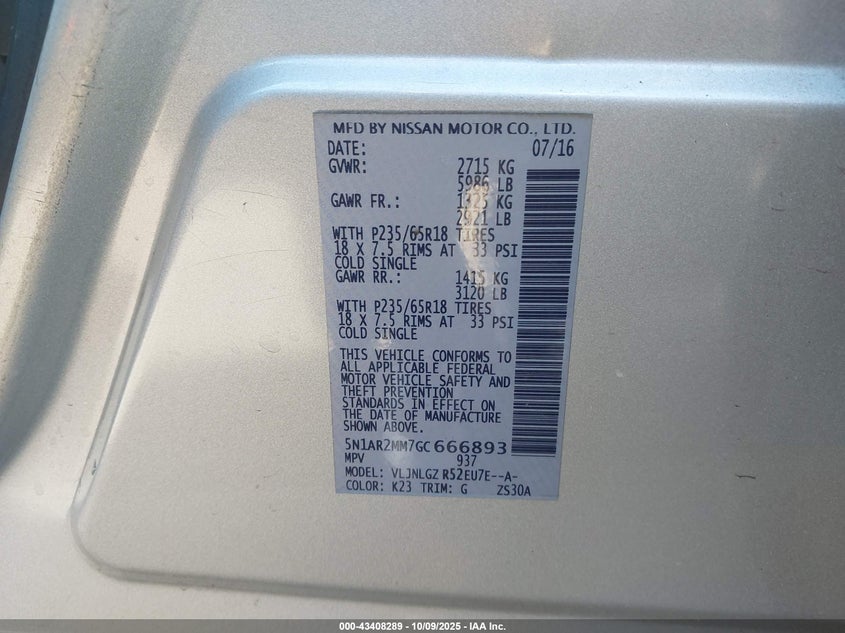 MFD BY NISSAN MOTOR CO., LTD.
DATE: 07/16
GVWR: 2715 KG
5986 LB
GAWR FR.: 1325 KG
2921 LB
WITH P235/65R18 TIRES
18 X 7.5 RIMS AT 33 PSI
COLD SINGLE
GAWR RR.: 1415 KG
3120 LB
WITH P235/65R18 TIRES
18 X 7.5 RIMS AT 33 PSI
COLD SINGLE
THIS VEHICLE CONFORMS TO
ALL APPLICABLE FEDERAL
MOTOR VEHICLE SAFETY AND
THEFT PREVENTION
STANDARDS IN EFFECT ON
THE DATE OF MANUFACTURE
SHOWN ABOVE.
5N1AR2MM7GC666893
MPV 937
MODEL: VLJNLGZ R52EU7E--A-
COLOR: K23 TRIM: G ZS30A
000-43408289 - 10/09/2025 - IAA Inc.